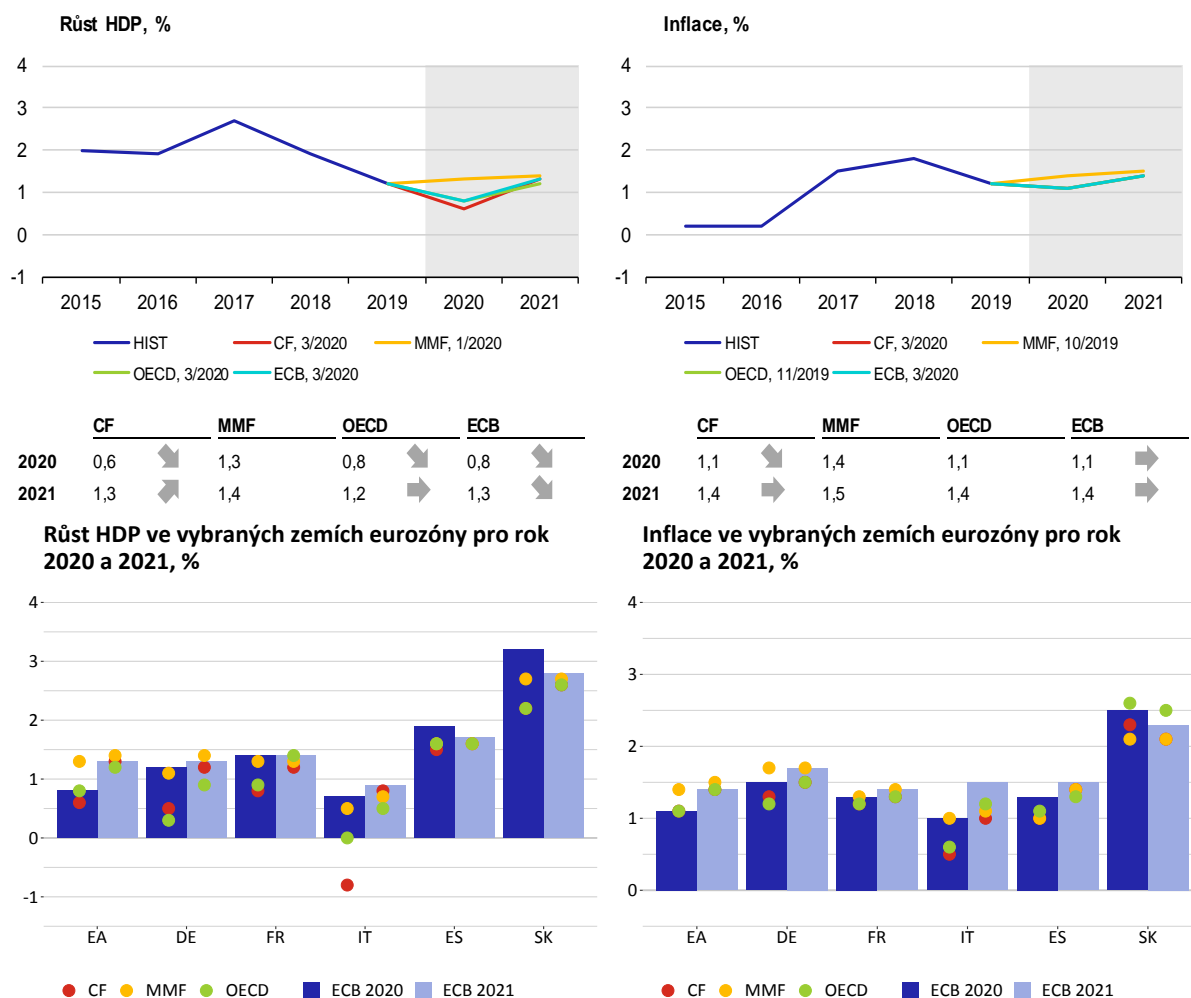 Růst HDP, %
4
3
2
1
0
-1
2015 2016 2017 2018 2019 2020 2021
HIST CF, 3/2020 MMF, 1/2020
OECD, 3/2020 ECB, 3/2020
CF MMF OECD ECB
2020 0,6 1,3 0,8 0,8
2021 1,3 1,4 1,2 1,3
Inflace, %
4
3
2
1
0
-1
2015 2016 2017 2018 2019 2020 2021
HIST CF, 3/2020 MMF, 10/2019
OECD, 11/2019 ECB, 3/2020
CF MMF OECD ECB
2020 1,1 1,4 1,1 1,1
2021 1,4 1,5 1,4 1,4
Růst HDP ve vybraných zemích eurozóny pro rok
2020 a 2021, %
4
3
2
1
0
-1
EA DE FR IT ES SK
CF MMF OECD ECB 2020 ECB 2021
Inflace ve vybraných zemích eurozóny pro rok
2020 a 2021, %
4
3
2
1
0
EA DE FR IT ES SK
CF MMF OECD ECB 2020 ECB 2021